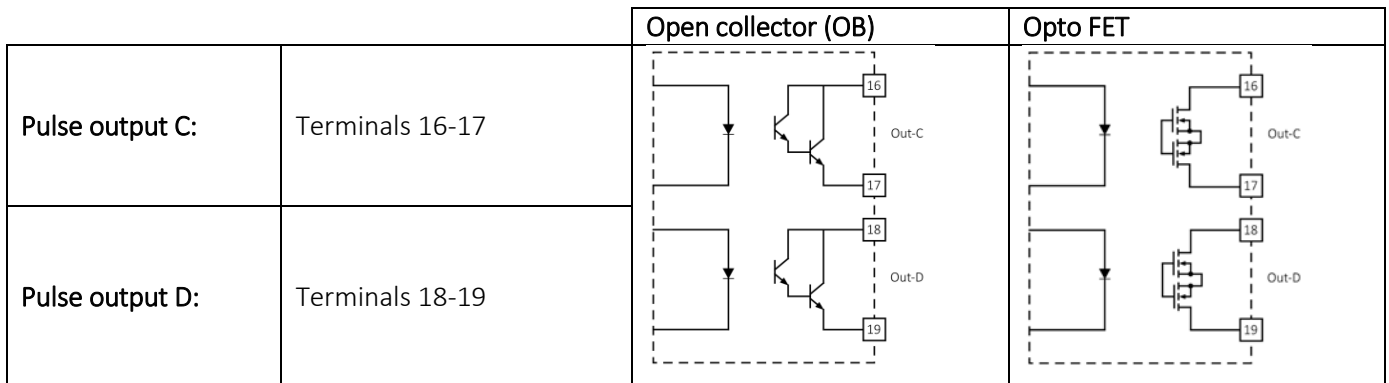 Open collector (OB) Opto FET
Pulse output C: Terminals 16-17
16 16
Out-C Out-C
17 17
Pulse output D: Terminals 18-19
18 18
Out-D Out-D
19 19